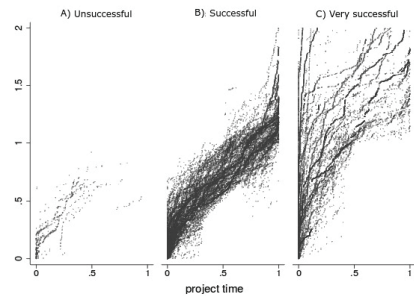 A) Unsuccessful
B): Successful
C) Very successful
2
1.5
1
.5
0
0 .5 1 0 .5 1 0 .5 1
project time